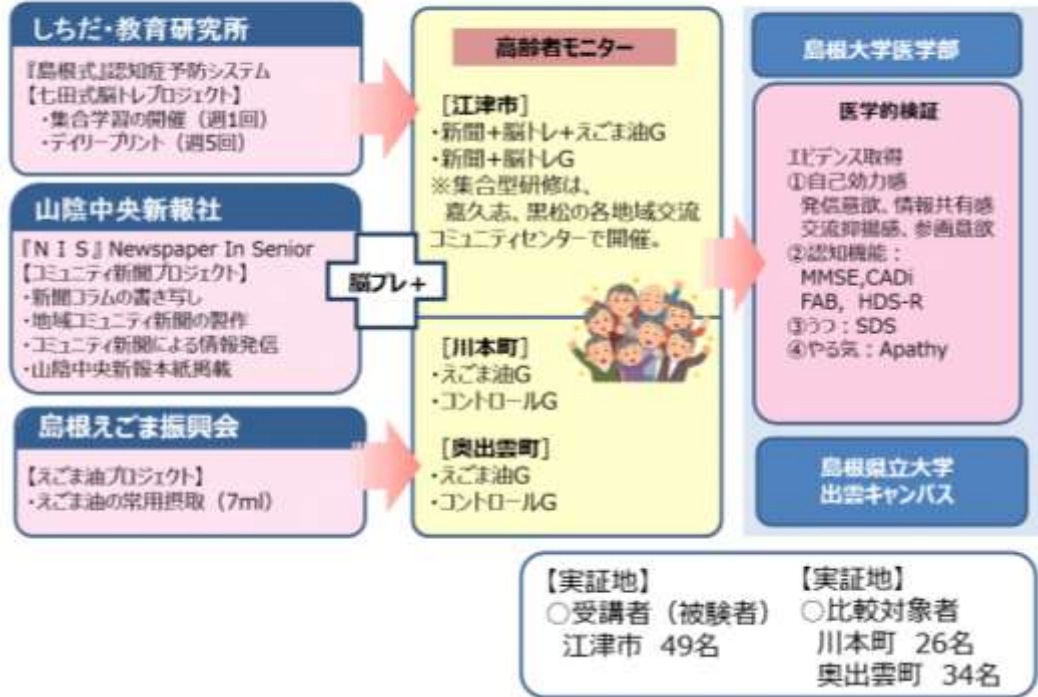 しちだ・教育研究所
『島根式』認知症予防システム
【七田式脳トレプロジェクト】
・集合学習の開催（週1回）
・デイリープリント（週5回）
山陰中央新報社
『ＮＩＳ』Newspaper In Senior
【コミュニティ新聞プロジェクト】
・新聞コラムの書き写し
・地域コミュニティ新聞の製作
・コミュニティ新聞による情報発信
・山陰中央新報本紙掲載
島根えごま振興会
【えごま油プロジェクト】
・えごま油の常用摂取（7ml）
脳プレ＋
高齢者モニター
［江津市］
・新聞＋脳トレ＋えごま油G
・新聞＋脳トレG
※集合型研修は、
嘉久志、黒松の各地域交流
コミュニティセンターで開催。
［川本町］
・えごま油G
・コントロールG
［奥出雲町］
・えごま油G
・コントロールG
島根大学医学部
医学的検証
エビデンス取得
①自己効力感
発信意欲、情報共有感
交流抑揚感、参画意欲
②認知機能：
MMSE,CADi
FAB, HDS-R
③うつ：SDS
④やる気：Apathy
島根県立大学
出雲キャンパス
【実証地】
○受講者（被験者）
江津市 49名
【実証地】
○比較対象者
川本町 26名
奥出雲町 34名